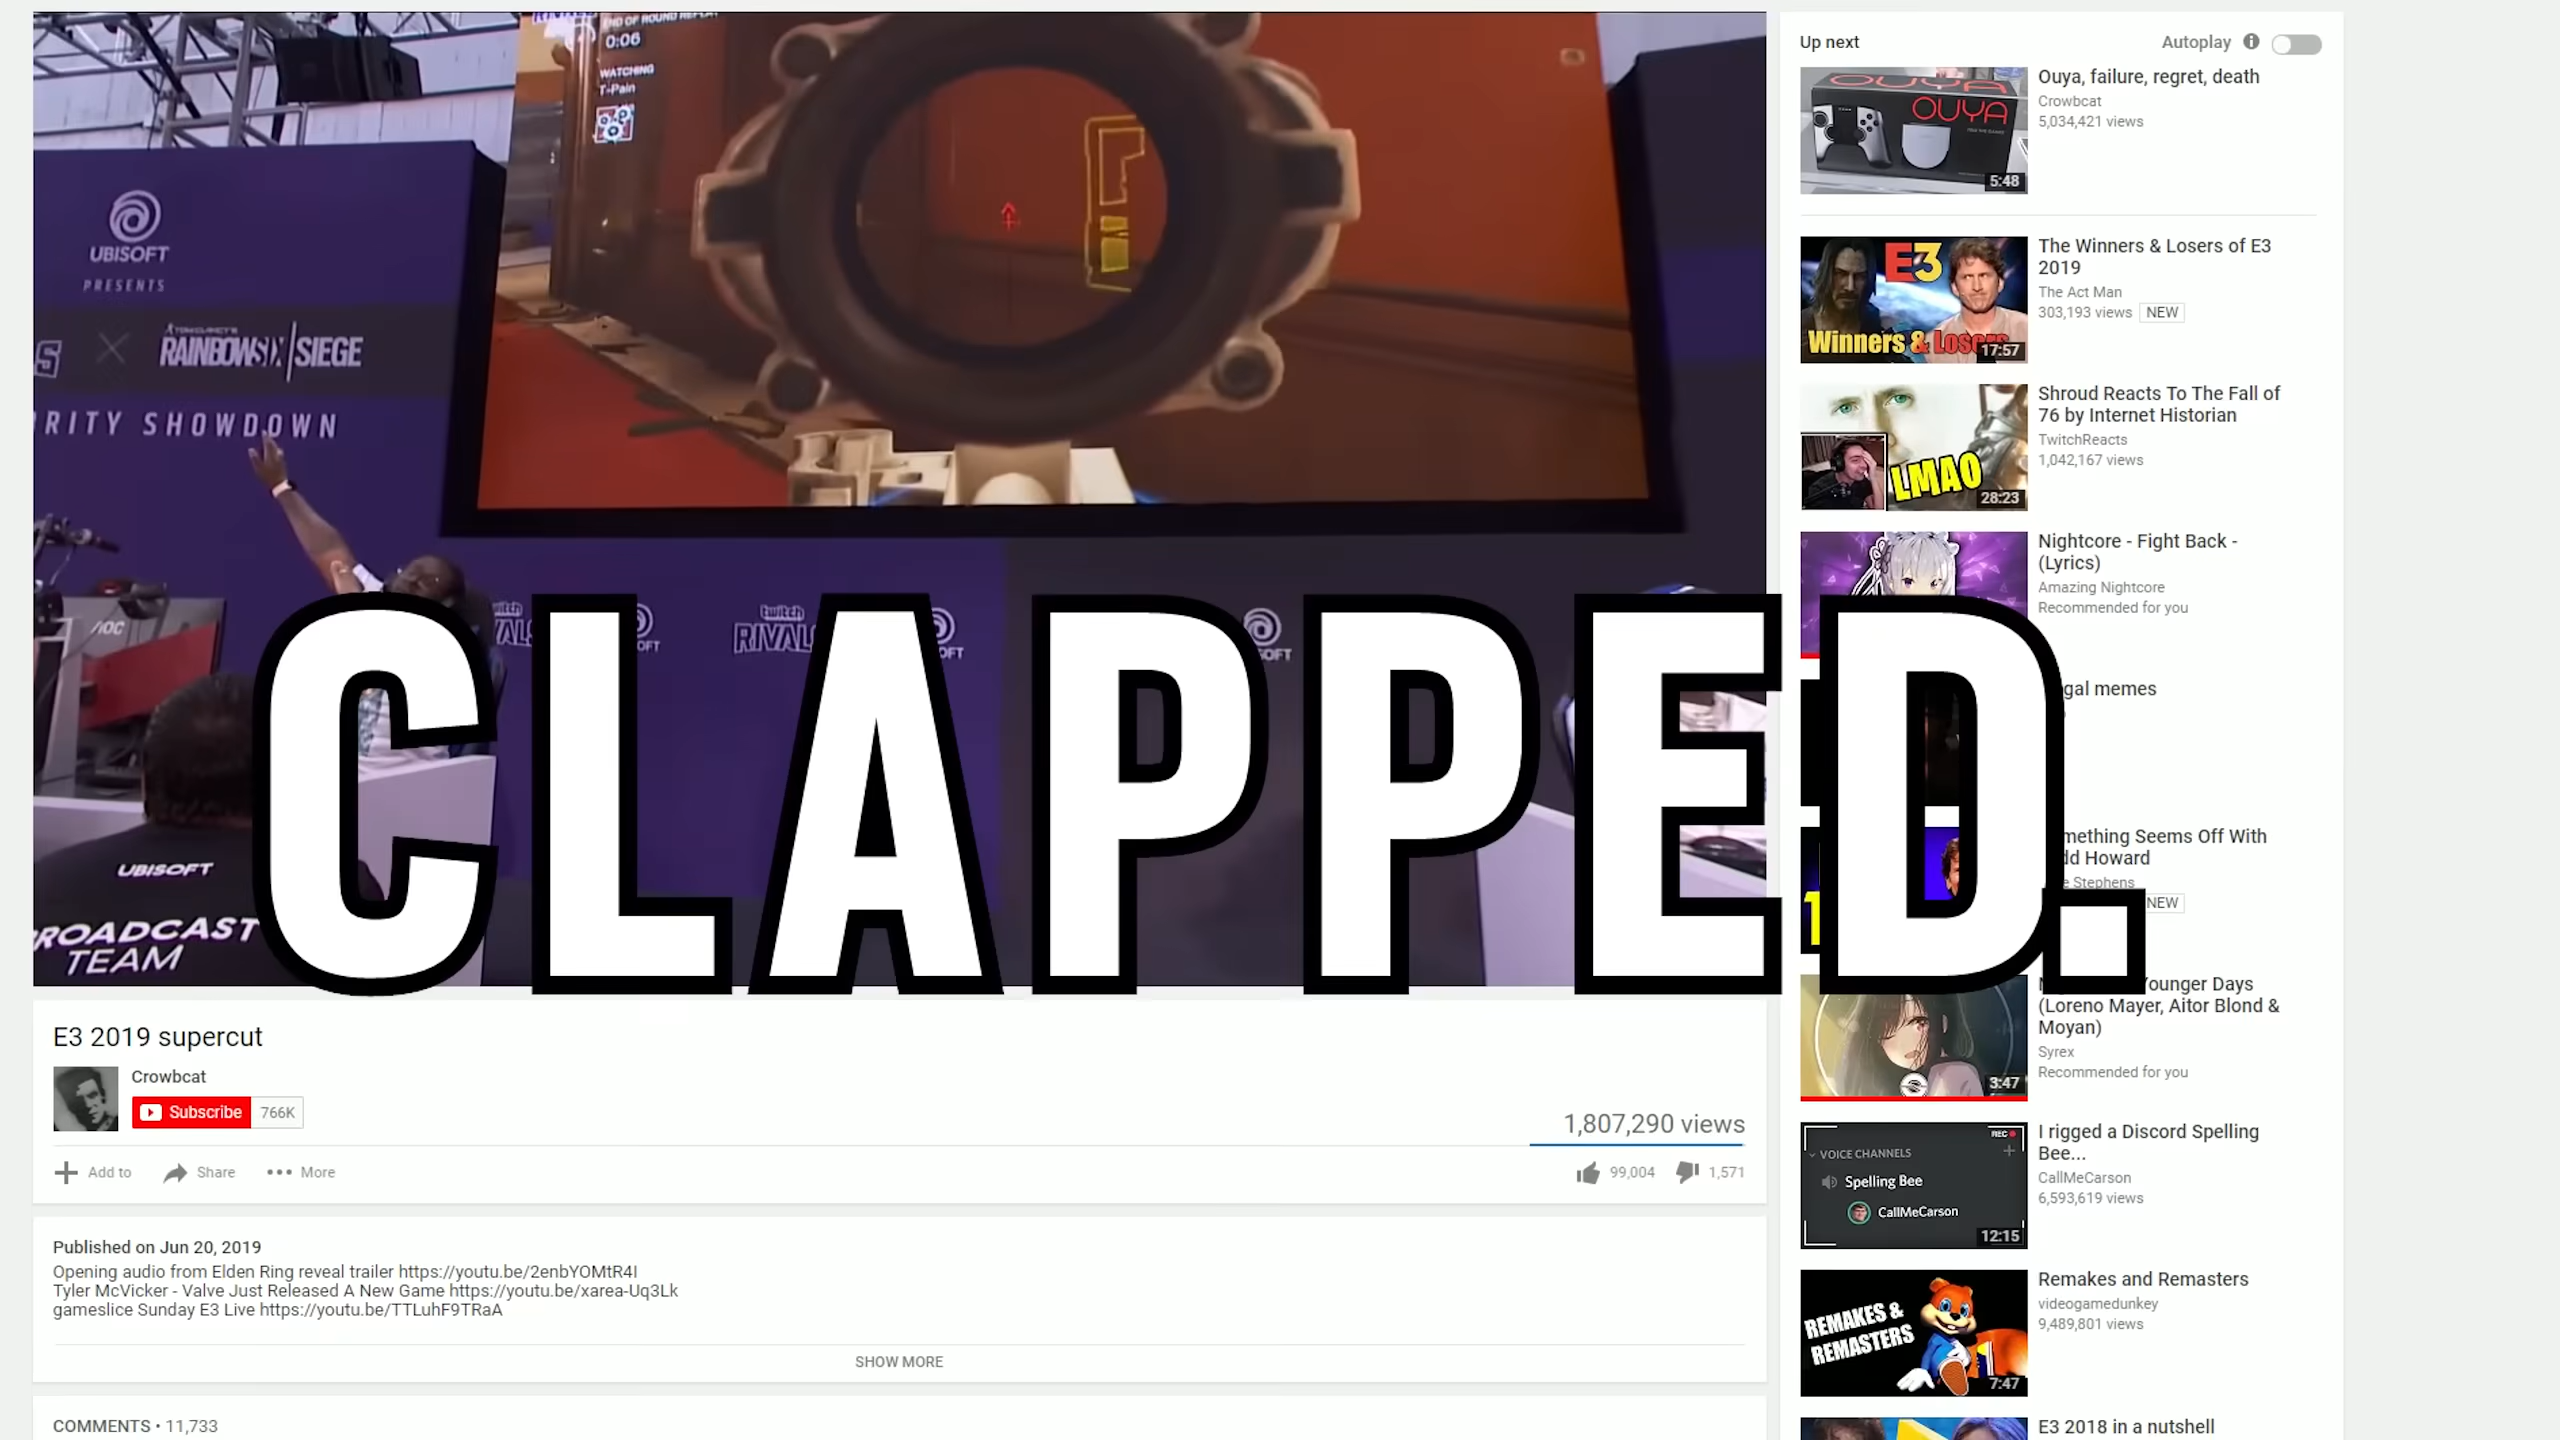 0:06
WATCHING
T-Pain
UBISOFT
PRESENTS
RAINBOWSIX|SIEGE
RITY SHOWDOWN
AOC
twitch
RIVALS
UBISOFT
BROADCAST
TEAM
CLAPPED.
E3 2019 supercut
Crowbcat
Subscribe 766K
1,807,290 views
Add to Share More
99,004 1,571
Published on Jun 20, 2019
Opening audio from Elden Ring reveal trailer https://youtu.be/2enbYOMtR4I
Tyler McVicker - Valve Just Released A New Game https://youtu.be/xarea-Uq3Lk
gameslice Sunday E3 Live https://youtu.be/TTLuhF9TRaA
SHOW MORE
COMMENTS • 11,733
Up next Autoplay
OUYA
5:48
Ouya, failure, regret, death
Crowbcat
5,034,421 views
E3
Winners & Losers
17:57
The Winners & Losers of E3
2019
The Act Man
303,193 views NEW
LMAO
28:23
Shroud Reacts To The Fall of
76 by Internet Historian
TwitchReacts
1,042,167 views
Nightcore - Fight Back -
(Lyrics)
Amazing Nightcore
Recommended for you
gal memes
mething Seems Off With
dd Howard
Stephens
NEW
ounger Days
(Loreno Mayer, Aitor Blond &
Moyan)
Syrex
Recommended for you
3:47
REC
VOICE CHANNELS
Spelling Bee
CallMeCarson
12:15
I rigged a Discord Spelling
Bee...
CallMeCarson
6,593,619 views
REMAKES &
REMASTERS
7:47
Remakes and Remasters
videogamedunkey
9,489,801 views
E3 2018 in a nutshell